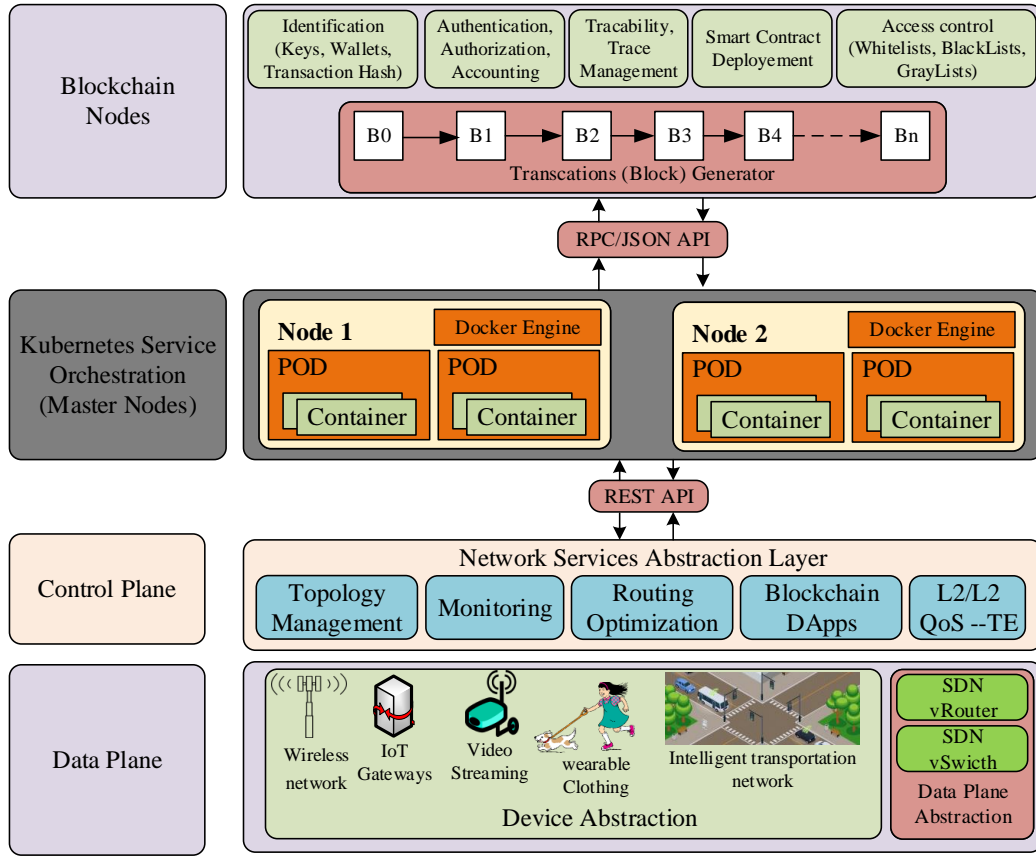 Blockchain
Nodes
Identification
(Keys, Wallets,
Transaction Hash)
Authentication,
Authorization,
Accounting
Tracability,
Trace
Management
Smart Contract
Deployement
Access control
(Whitelists, BlackLists,
GrayLists)
B0
B1
B2
B3
B4
Bn
Transcations (Block) Generator
RPC/JSON API
Kubernetes Service
Orchestration
(Master Nodes)
Node 1
Docker Engine
POD
Container
POD
Container
Node 2
Docker Engine
POD
Container
POD
Container
REST API
Control Plane
Network Services Abstraction Layer
Topology
Management
Monitoring
Routing
Optimization
Blockchain
DApps
L2/L2
QoS --TE
Data Plane
Wireless
network
IoT
Gateways
Video
Streaming
wearable
Clothing
Intelligent transportation
network
Device Abstraction
SDN
vRouter
SDN
vSwicth
Data Plane
Abstraction